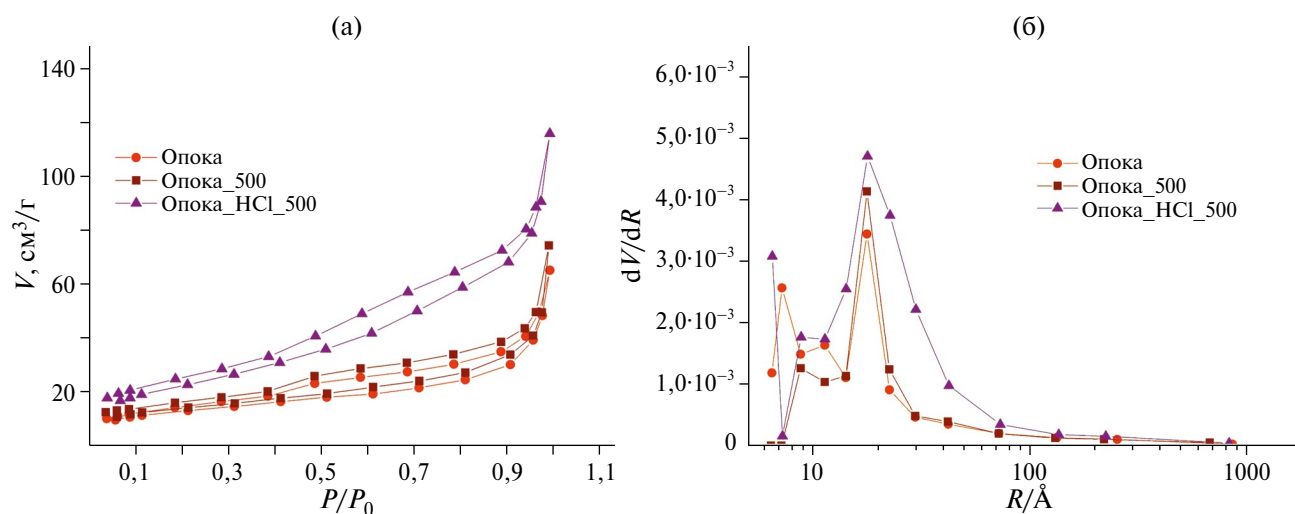 (а)
V, см³/г
140
100
60
20
Опока
Опока_500
Опока_HCl_500
0,1 0,3 0,5 0,7 0,9 1,1
P/P₀
(б)
dV/dR
6,0·10⁻³
5,0·10⁻³
4,0·10⁻³
3,0·10⁻³
2,0·10⁻³
1,0·10⁻³
0
Опока
Опока_500
Опока_HCl_500
10 100 1000
R/Å